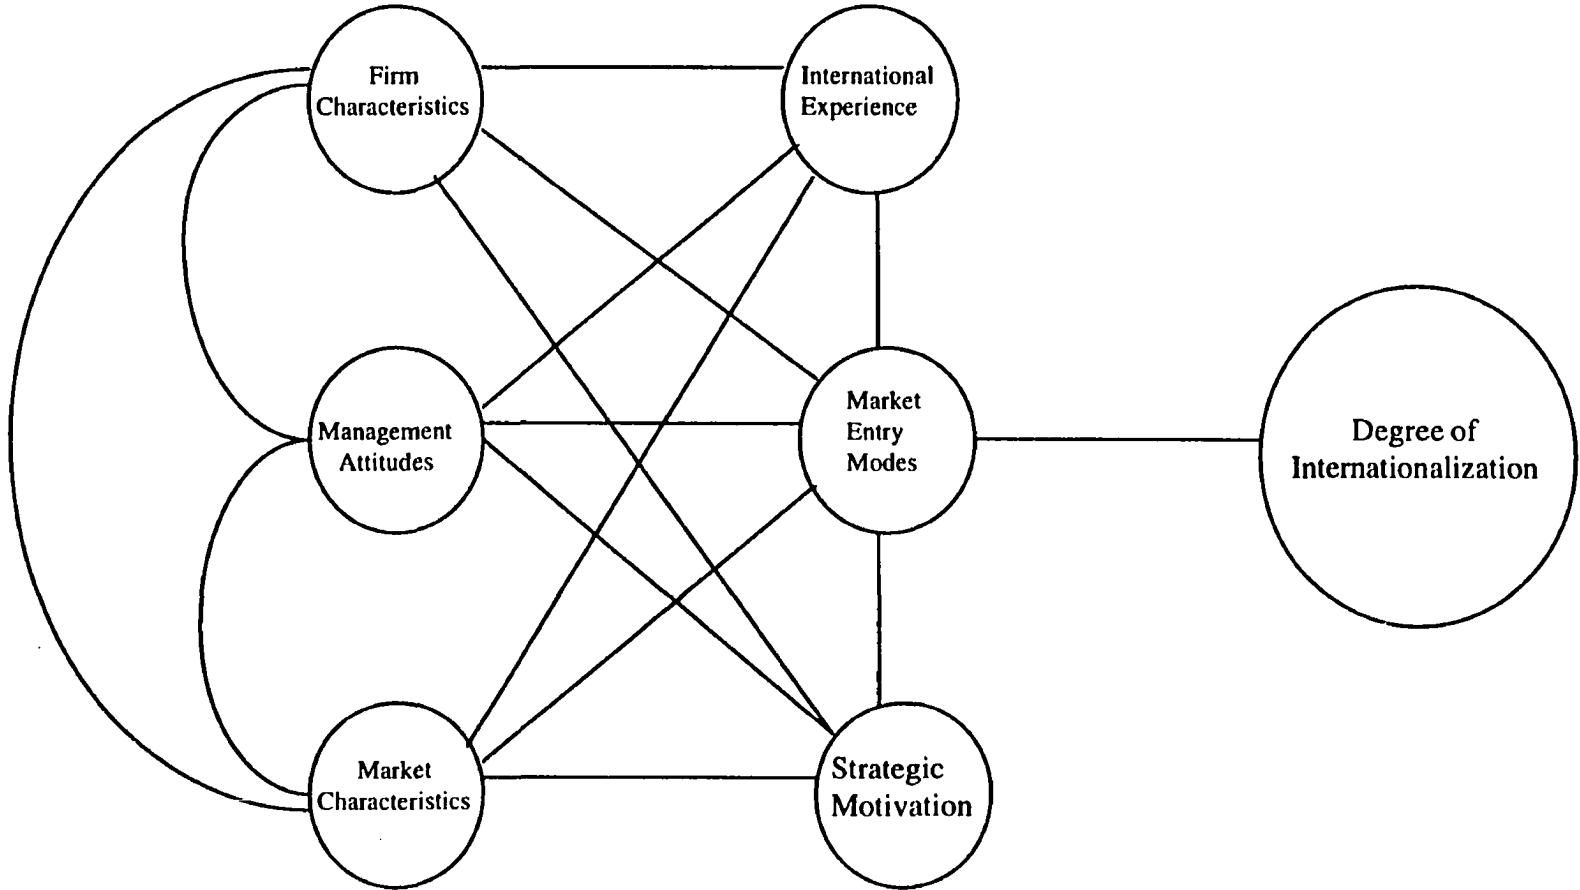 Firm
Characteristics
International
Experience
Management
Attitudes
Market
Entry
Modes
Degree of
Internationalization
Market
Characteristics
Strategic
Motivation